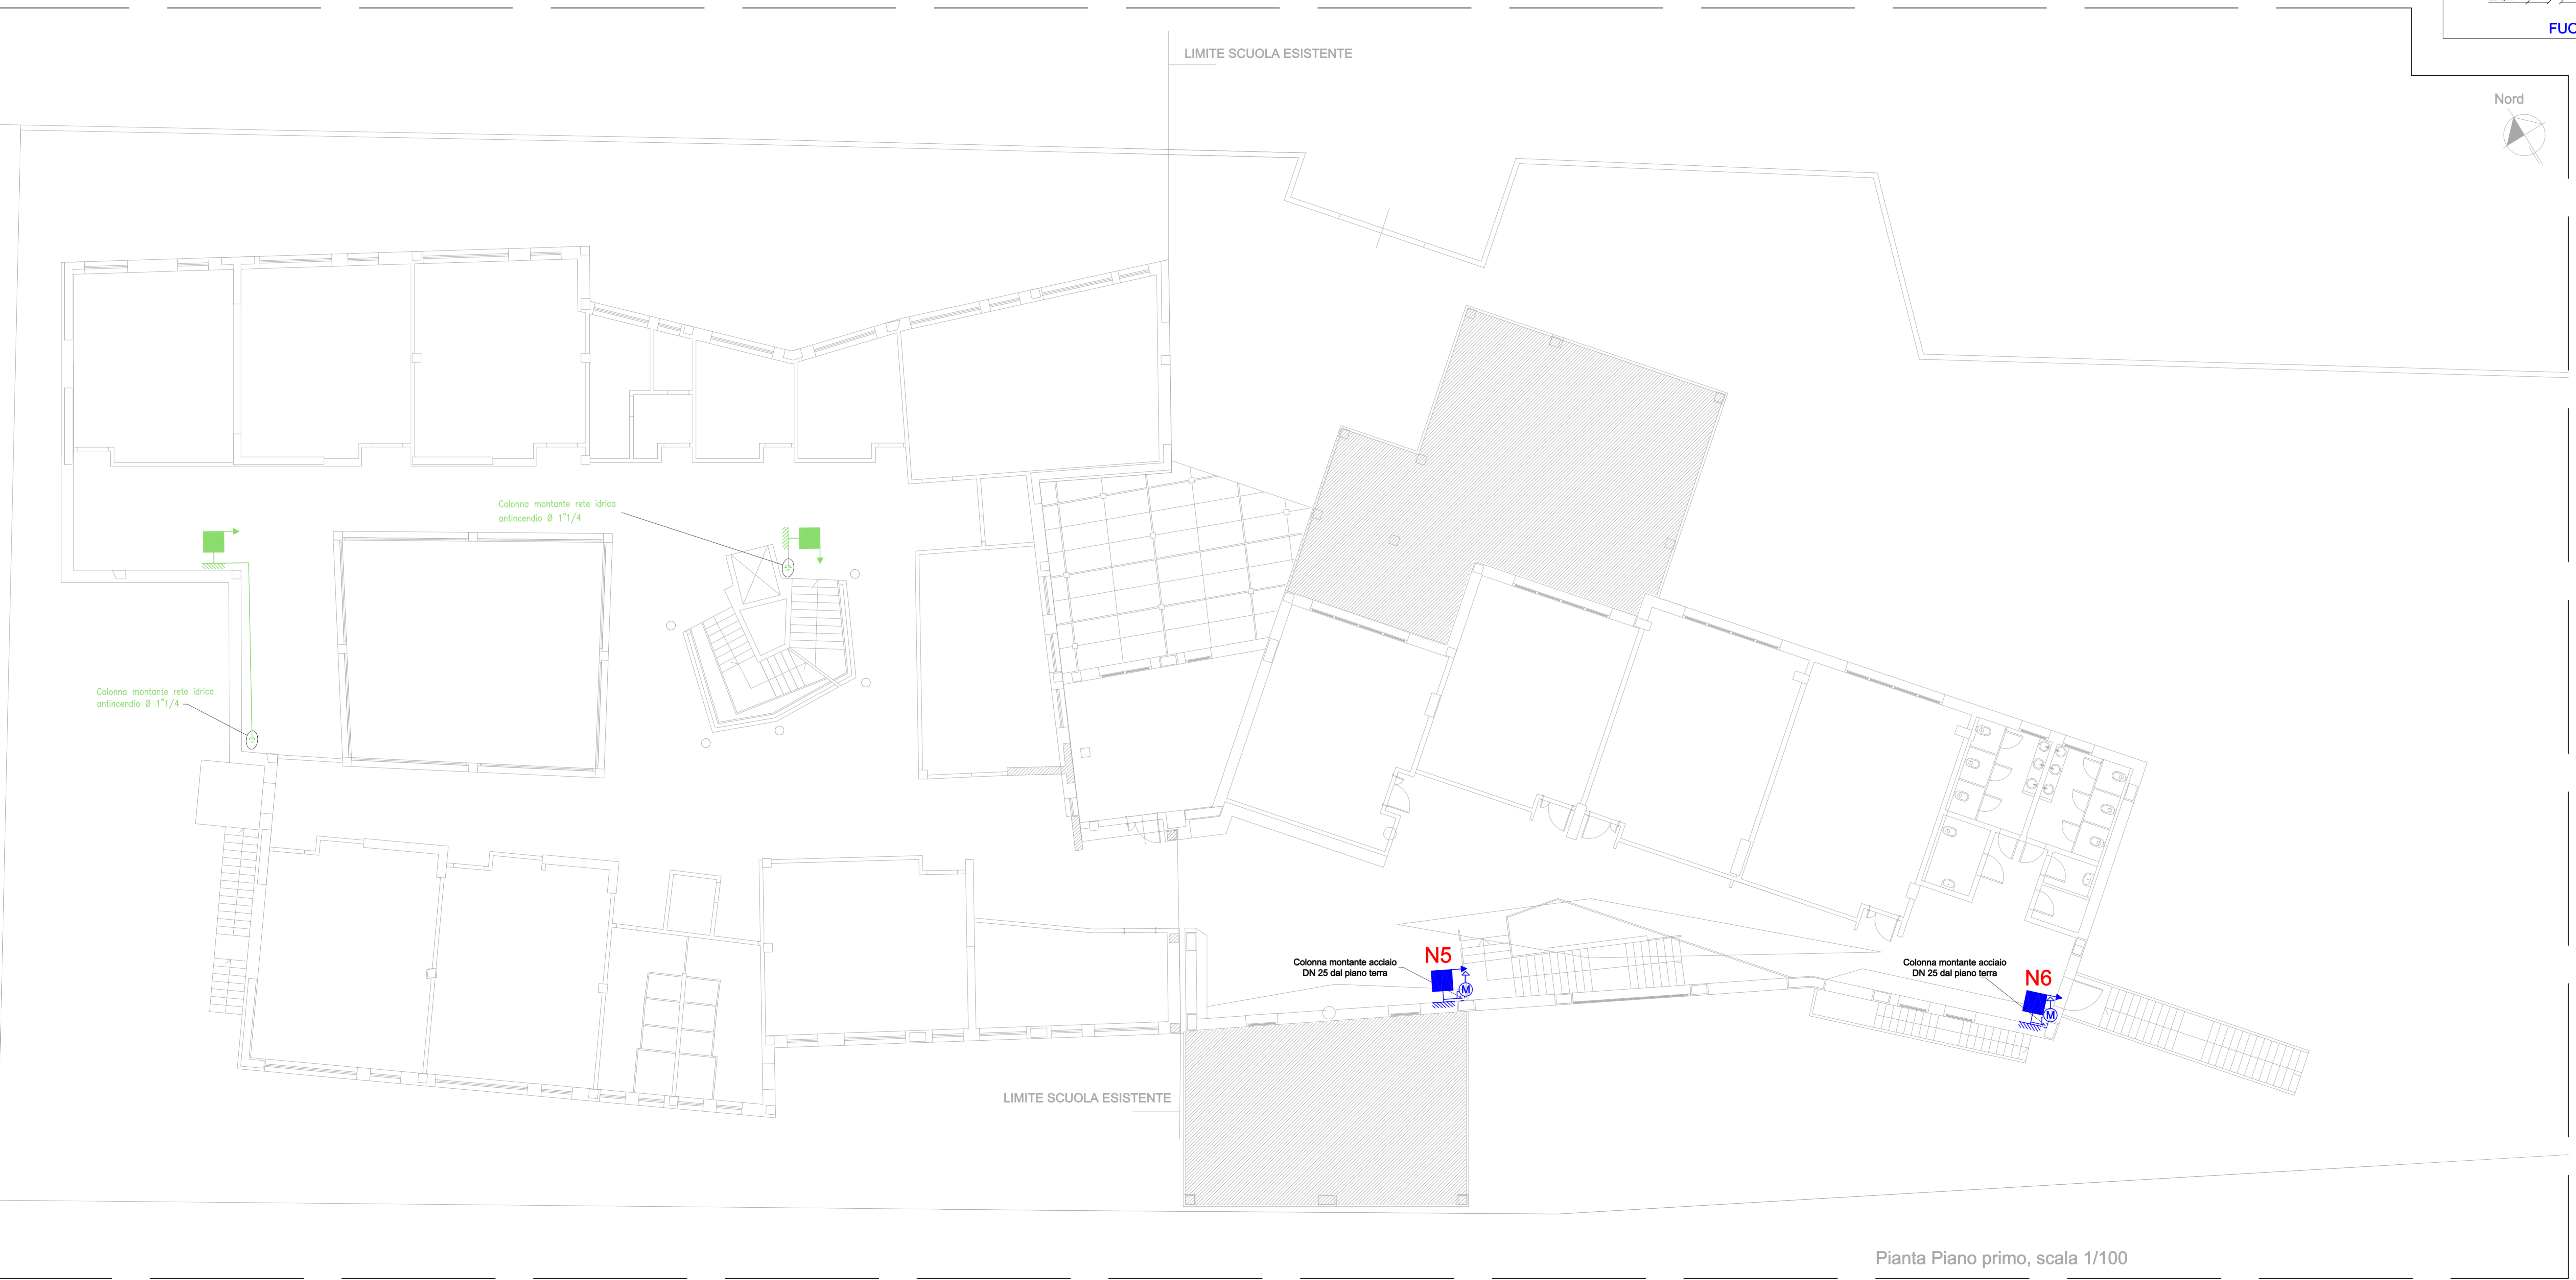 FUO
LIMITE SCUOLA ESISTENTE
Nord
Colonna montante rete idrica
antincendio Ø 1"1/4
Colonna montante rete idrica
antincendio Ø 1"1/4
N5
Colonna montante acciaio
DN 25 dal piano terra
M
Colonna montante acciaio
DN 25 dal piano terra
N6
M
LIMITE SCUOLA ESISTENTE
Pianta Piano primo, scala 1/100